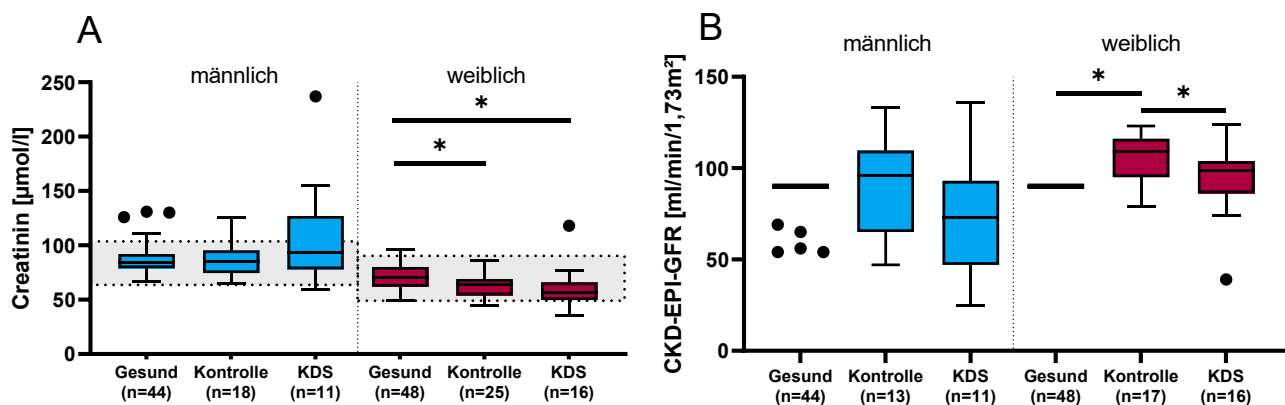 A
männlich
weiblich
Creatinin [µmol/l]
250
200
150
100
50
0
*
*
Gesund
(n=44)
Kontrolle
(n=18)
KDS
(n=11)
Gesund
(n=48)
Kontrolle
(n=25)
KDS
(n=16)
B
männlich
weiblich
CKD-EPI-GFR [ml/min/1,73m²]
150
100
50
0
*
*
Gesund
(n=44)
Kontrolle
(n=13)
KDS
(n=11)
Gesund
(n=48)
Kontrolle
(n=17)
KDS
(n=16)